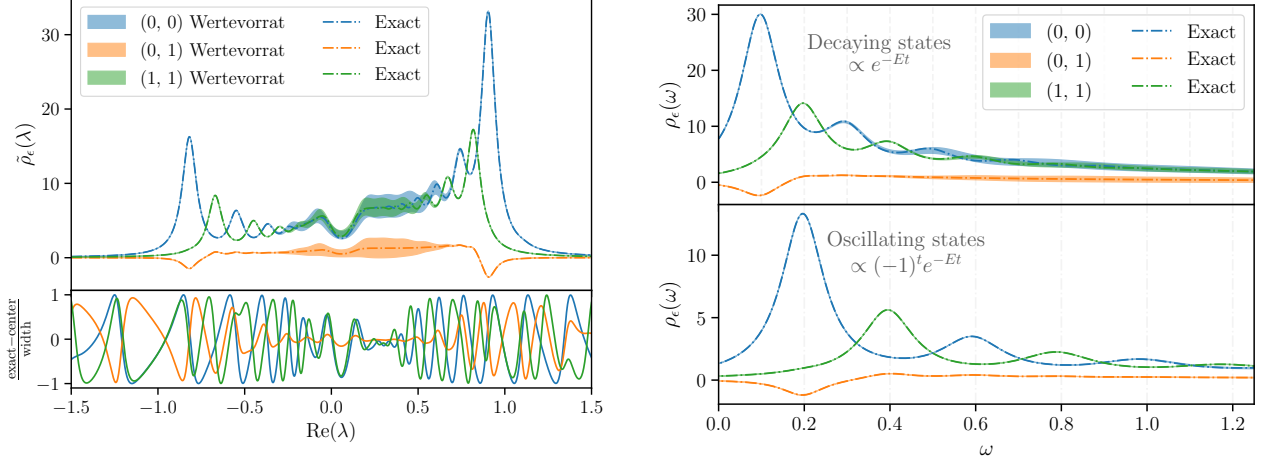 (0, 0) Wertevorrat Exact
(0, 1) Wertevorrat Exact
(1, 1) Wertevorrat Exact
30
20
10
0
ρ̃_ϵ(λ)
1
0
−1
exact−center
width
−1.5 −1.0 −0.5 0.0 0.5 1.0 1.5
Re(λ)
Decaying states
∝ e^{−Et}
(0, 0) Exact
(0, 1) Exact
(1, 1) Exact
30
20
10
0
ρ_ϵ(ω)
Oscillating states
∝ (−1)^t e^{−Et}
10
5
0
ρ_ϵ(ω)
0.0 0.2 0.4 0.6 0.8 1.0 1.2
ω